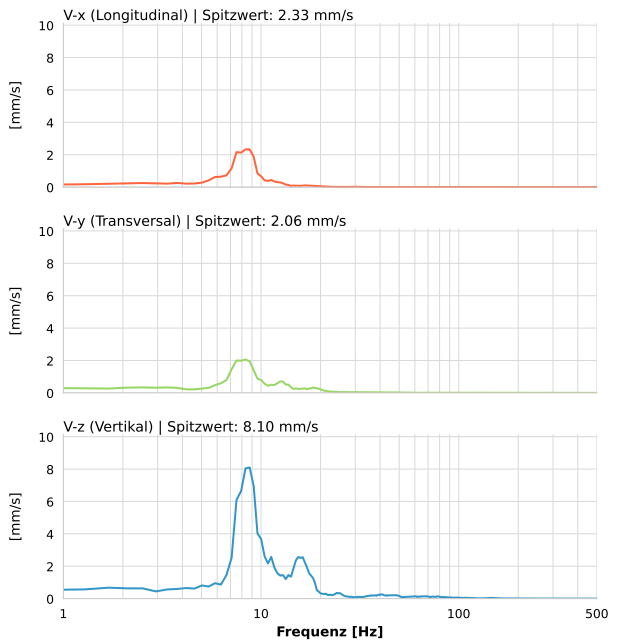 V-x (Longitudinal) | Spitzwert: 2.33 mm/s
10
8
6
4
2
0
[mm/s]
V-y (Transversal) | Spitzwert: 2.06 mm/s
10
8
6
4
2
0
[mm/s]
V-z (Vertikal) | Spitzwert: 8.10 mm/s
10
8
6
4
2
0
[mm/s]
1 10 100 500
Frequenz [Hz]